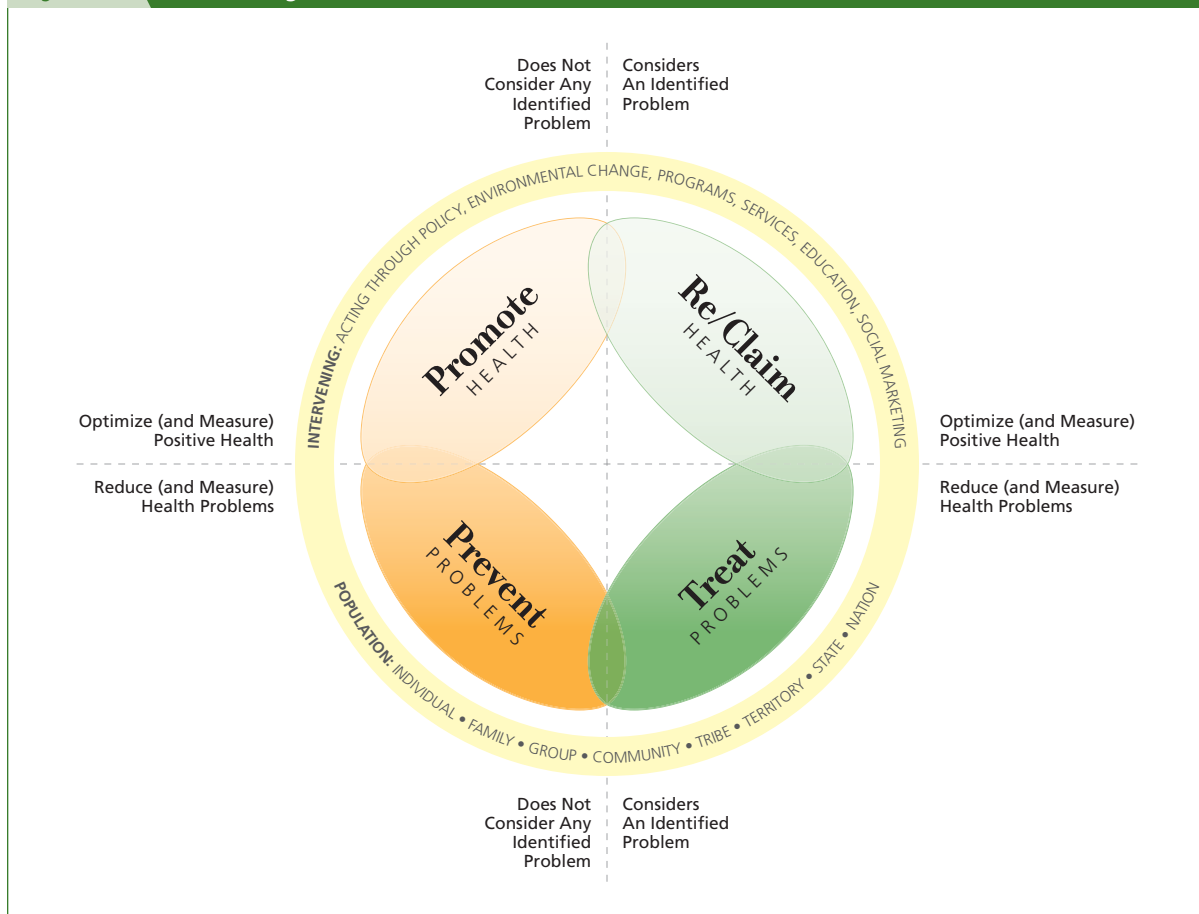 Does Not
Consider Any
Identified
Problem
Considers
An Identified
Problem
INTERVENING: ACTING THROUGH POLICY, ENVIRONMENTAL CHANGE, PROGRAMS, SERVICES, EDUCATION, SOCIAL MARKETING
Promote
HEALTH
Re/Claim
HEALTH
Optimize (and Measure)
Positive Health
Optimize (and Measure)
Positive Health
Reduce (and Measure)
Health Problems
Reduce (and Measure)
Health Problems
Prevent
PROBLEMS
Treat
PROBLEMS
POPULATION: INDIVIDUAL • FAMILY • GROUP • COMMUNITY • TRIBE • TERRITORY • STATE • NATION
Does Not
Consider Any
Identified
Problem
Considers
An Identified
Problem